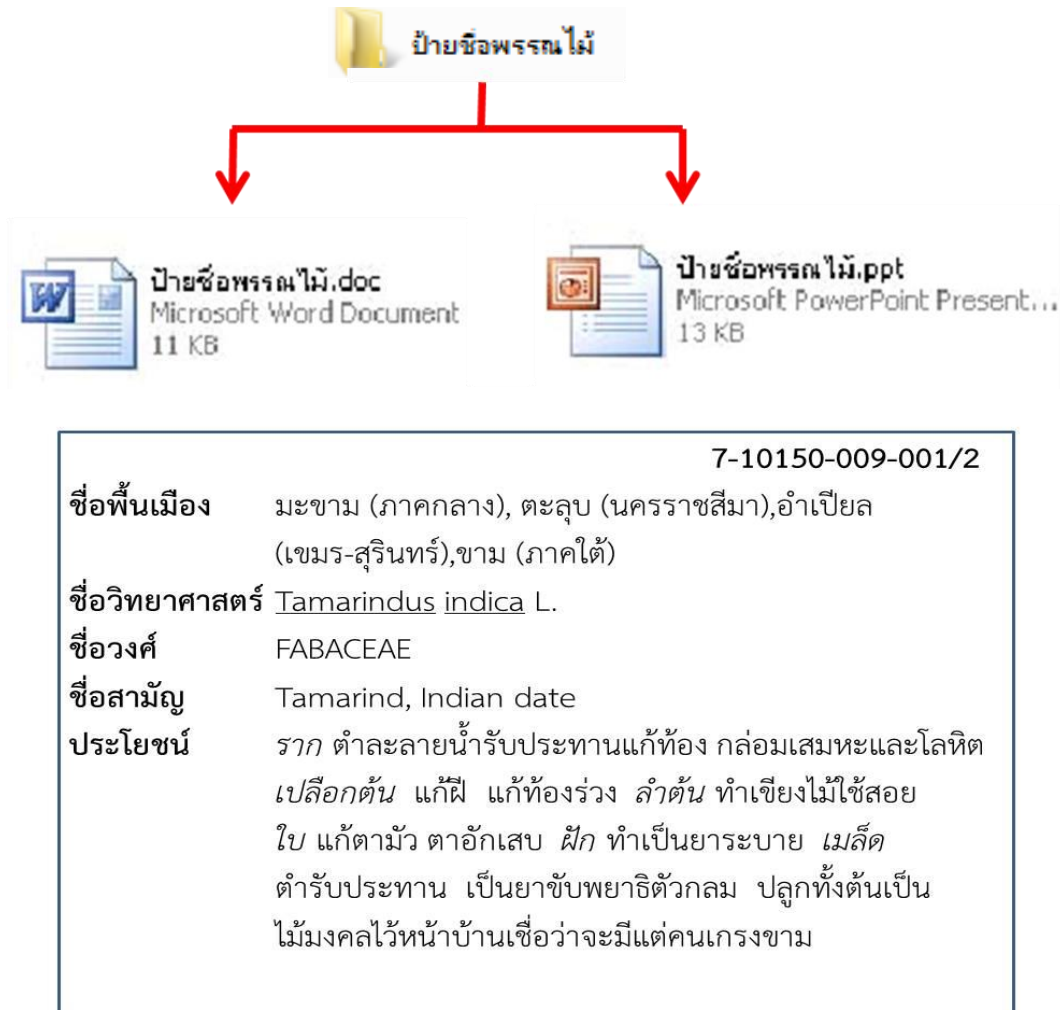 ป้ายชื่อพรรณไม้
ป้ายชื่อพรรณไม้.doc
Microsoft Word Document
11 KB
ป้ายชื่อพรรณไม้.ppt
Microsoft PowerPoint Present...
13 KB
7-10150-009-001/2
ชื่อพื้นเมือง มะขาม (ภาคกลาง), ตะลุบ (นครราชสีมา),อำเปียล
(เขมร-สุรินทร์),ขาม (ภาคใต้)
ชื่อวิทยาศาสตร์ Tamarindus indica L.
ชื่อวงศ์ FABACEAE
ชื่อสามัญ Tamarind, Indian date
ประโยชน์ ราก ตำละลายน้ำรับประทานแก้ท้อง กล่อมเสมหะและโลหิต
เปลือกต้น แก้ฝี แก้ท้องร่วง ลำต้น ทำเขียงไม้ใช้สอย
ใบ แก้ตามัว ตาอักเสบ ฝัก ทำเป็นยาระบาย เมล็ด
ตำรับประทาน เป็นยาขับพยาธิตัวกลม ปลูกทั้งต้นเป็น
ไม้มงคลไว้หน้าบ้านเชื่อว่าจะมีแต่คนเกรงขาม